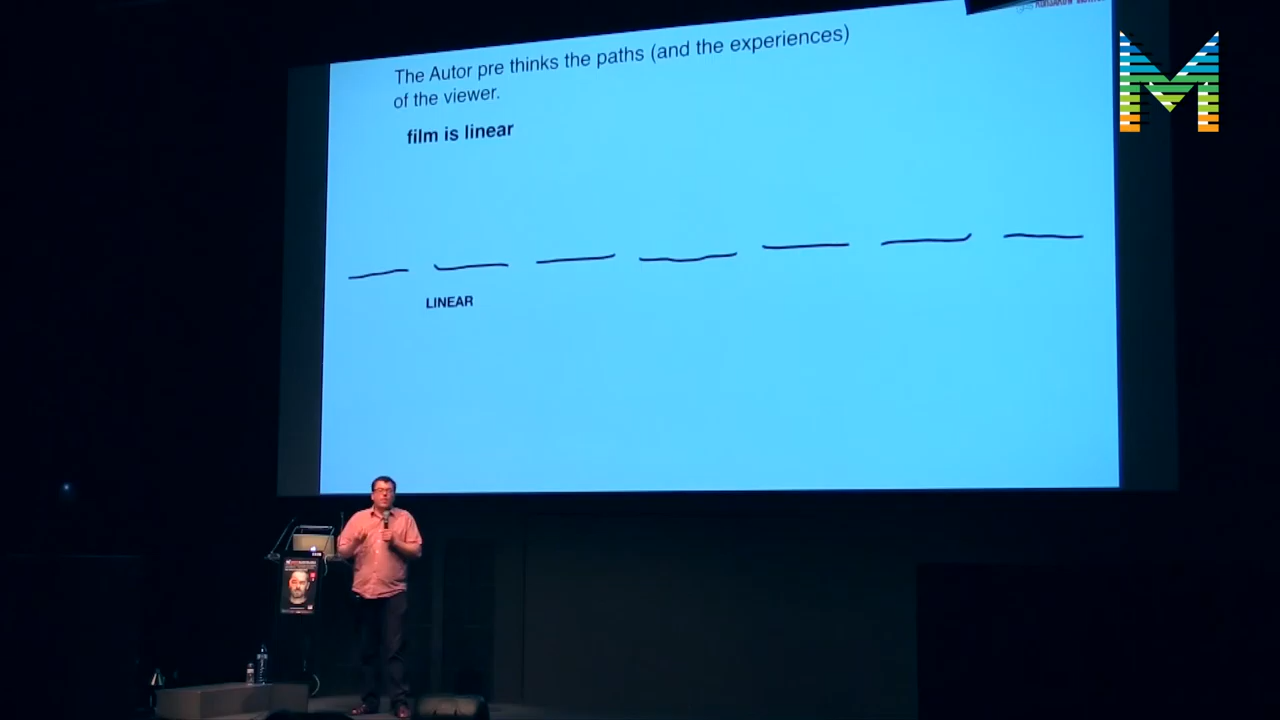 The Autor pre thinks the paths (and the experiences)
of the viewer.
film is linear
LINEAR